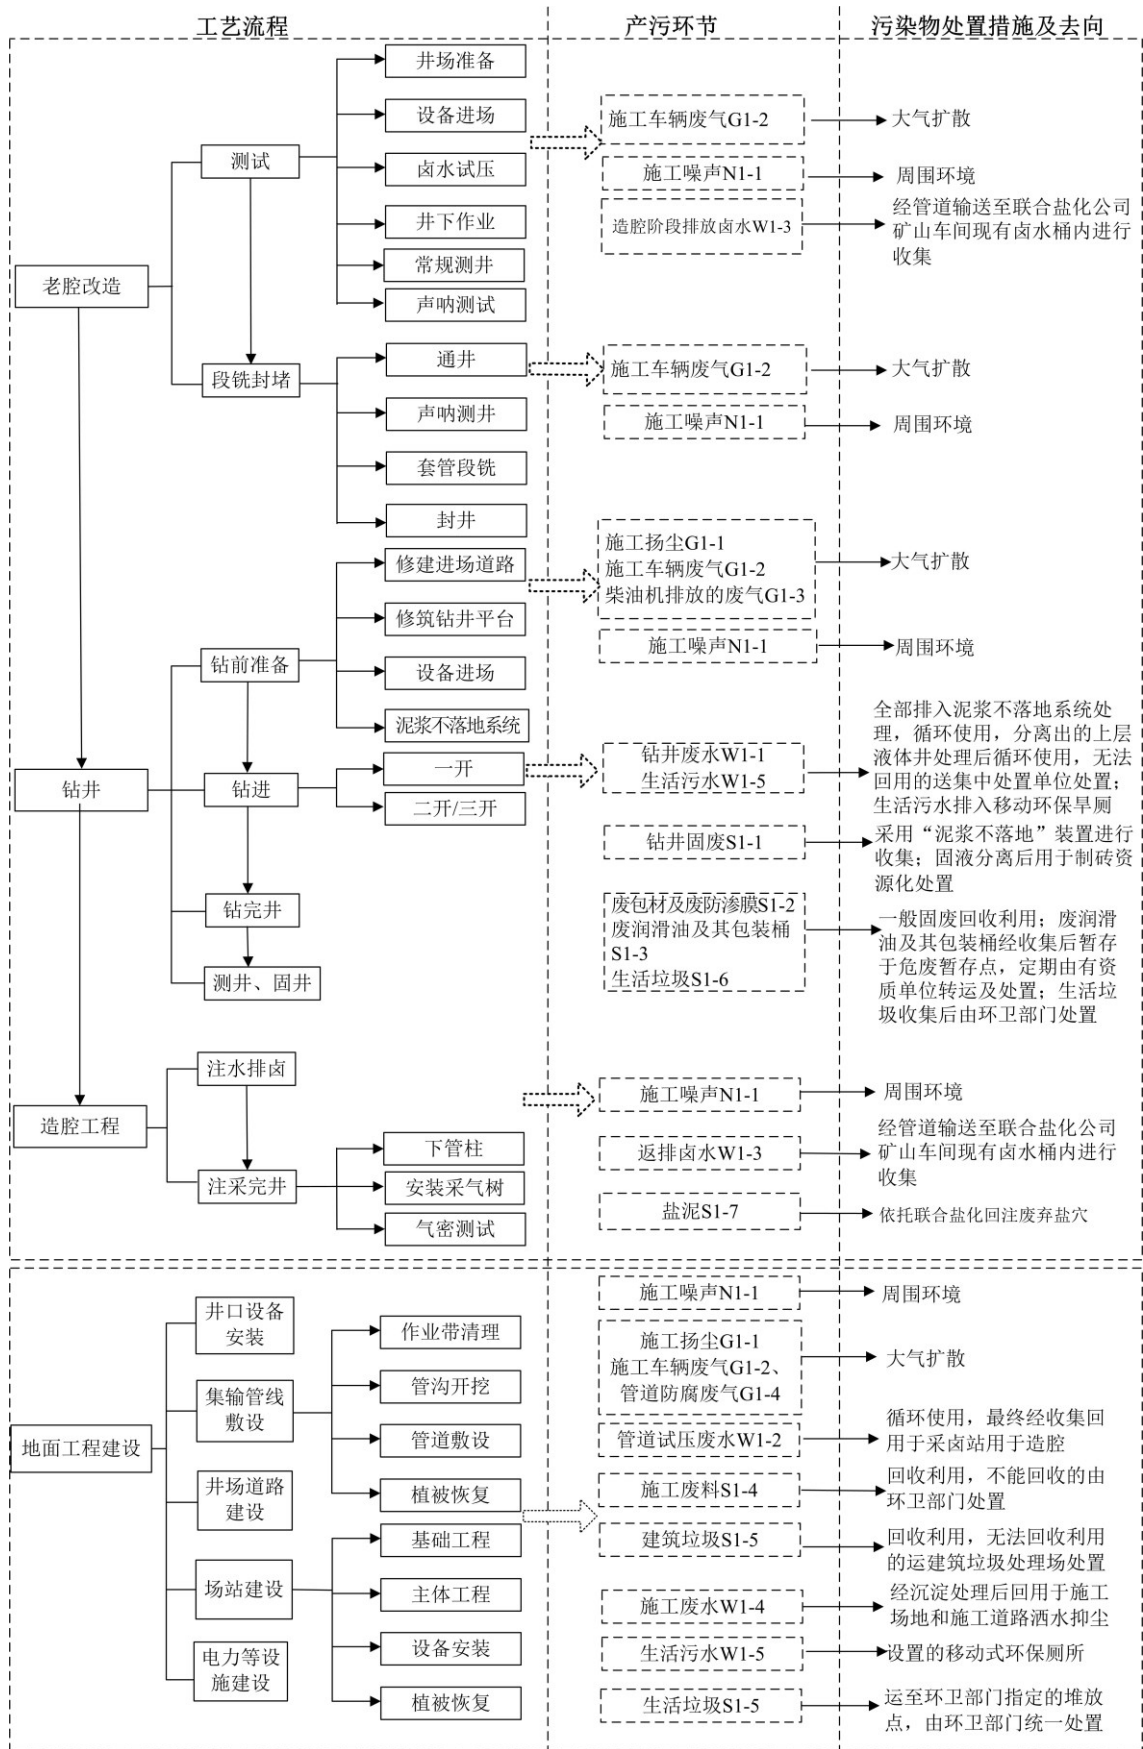 工艺流程
产污环节
污染物处置措施及去向
老腔改造
测试
井场准备
设备进场
卤水试压
井下作业
常规测井
声呐测试
施工车辆废气G1-2
大气扩散
施工噪声N1-1
周围环境
造腔阶段排放卤水W1-3
经管道输送至联合盐化公司
矿山车间现有卤水桶内进行
收集
段铣封堵
通井
声呐测井
套管段铣
封井
施工车辆废气G1-2
大气扩散
施工噪声N1-1
周围环境
钻井
钻前准备
修建进场道路
修筑钻井平台
设备进场
泥浆不落地系统
施工扬尘G1-1
施工车辆废气G1-2
柴油机排放的废气G1-3
大气扩散
施工噪声N1-1
周围环境
钻进
一开
二开/三开
钻完井
测井、固井
钻井废水W1-1
生活污水W1-5
全部排入泥浆不落地系统处
理，循环使用，分离出的上层
液体井处理后循环使用，无法
回用的送集中处置单位处置；
生活污水排入移动环保旱厕
钻井固废S1-1
采用“泥浆不落地”装置进行
收集；固液分离后用于制砖资
源化处置
废包材及废防渗膜S1-2
废润滑油及其包装桶
S1-3
生活垃圾S1-6
一般固废回收利用；废润滑
油及其包装桶经收集后暂存
于危废暂存点，定期由有资
质单位转运及处置；生活垃
圾收集后由环卫部门处置
造腔工程
注水排卤
注采完井
下管柱
安装采气树
气密测试
施工噪声N1-1
周围环境
返排卤水W1-3
经管道输送至联合盐化公司
矿山车间现有卤水桶内进行
收集
盐泥S1-7
依托联合盐化回注废弃盐穴
地面工程建设
井口设备
安装
集输管线
敷设
井场道路
建设
场站建设
电力等设
施建设
作业带清理
管沟开挖
管道敷设
植被恢复
基础工程
主体工程
设备安装
植被恢复
施工噪声N1-1
周围环境
施工扬尘G1-1
施工车辆废气G1-2、
管道防腐废气G1-4
大气扩散
管道试压废水W1-2
循环使用，最终经收集回
用于采卤站用于造腔
施工废料S1-4
回收利用，不能回收的由
环卫部门处置
建筑垃圾S1-5
回收利用，无法回收利用
的运建筑垃圾处理场处置
施工废水W1-4
经沉淀处理后回用于施工
场地和施工道路洒水抑尘
生活污水W1-5
设置的移动式环保厕所
生活垃圾S1-5
运至环卫部门指定的堆放
点，由环卫部门统一处置